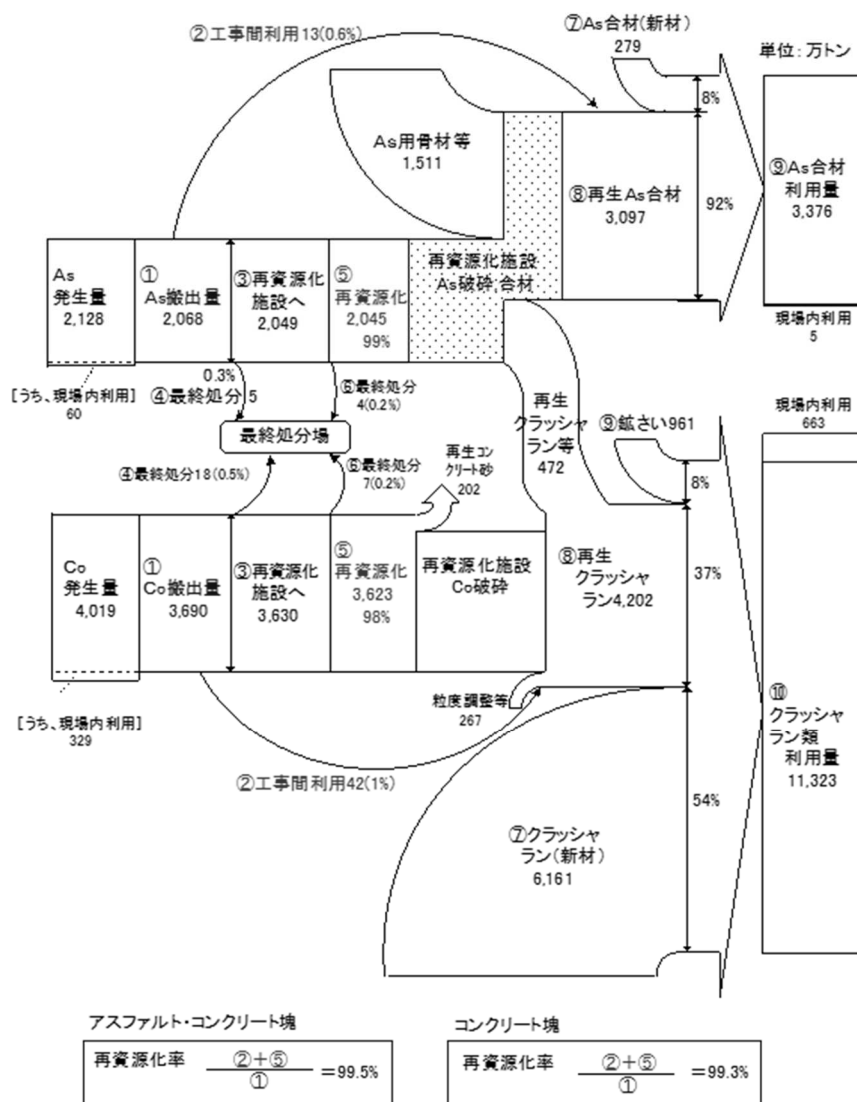 ②工事間利用13(0.6%)
⑦As合材(新材)
279
単位：万トン
8%
As用骨材等
1,511
⑧再生As合材
3,097
92%
⑨As合材
利用量
3,376
As
発生量
2,128
①
As搬出量
2,068
③再資源化
施設へ
2,049
⑤
再資源化
2,045
99%
再資源化施設
As破砕,合材
現場内利用
5
[うち、現場内利用]
60
0.3%
④最終処分 5
⑥最終処分
4(0.2%)
最終処分場
④最終処分18(0.5%)
⑥最終処分
7(0.2%)
再生コン
クリート砂
202
再生
クラッシャ
ラン等
472
⑨鉱さい961
8%
現場内利用
663
Co
発生量
4,019
①
Co搬出量
3,690
③再資源化
施設へ
3,630
⑤
再資源化
3,623
98%
再資源化施設
Co破砕
⑧再生
クラッシャ
ラン4,202
37%
[うち、現場内利用]
329
粒度調整等
267
②工事間利用42(1%)
⑦クラッシャ
ラン(新材)
6,161
54%
⑩
クラッシャ
ラン類
利用量
11,323
アスファルト・コンクリート塊
再資源化率 ②＋⑤
① ＝99.5%
コンクリート塊
再資源化率 ②＋⑤
① ＝99.3%